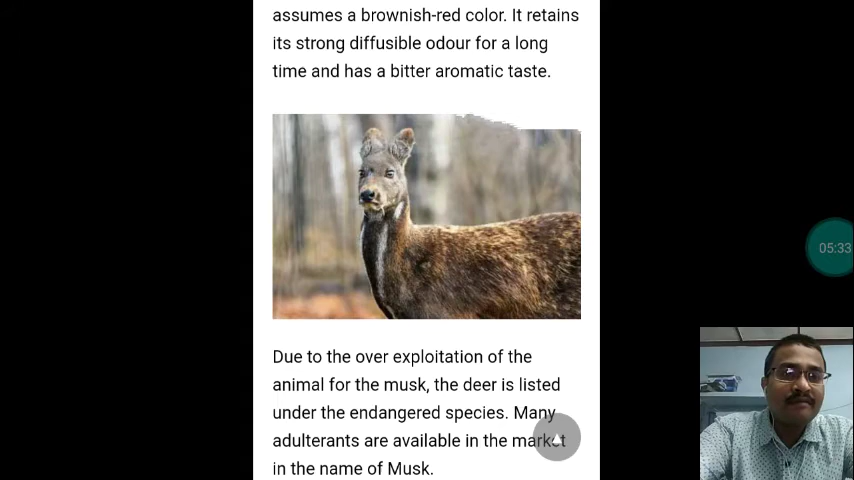 assumes a brownish-red color. It retains
its strong diffusible odour for a long
time and has a bitter aromatic taste.
Due to the over exploitation of the
animal for the musk, the deer is listed
under the endangered species. Many
adulterants are available in the market
in the name of Musk.
05:33